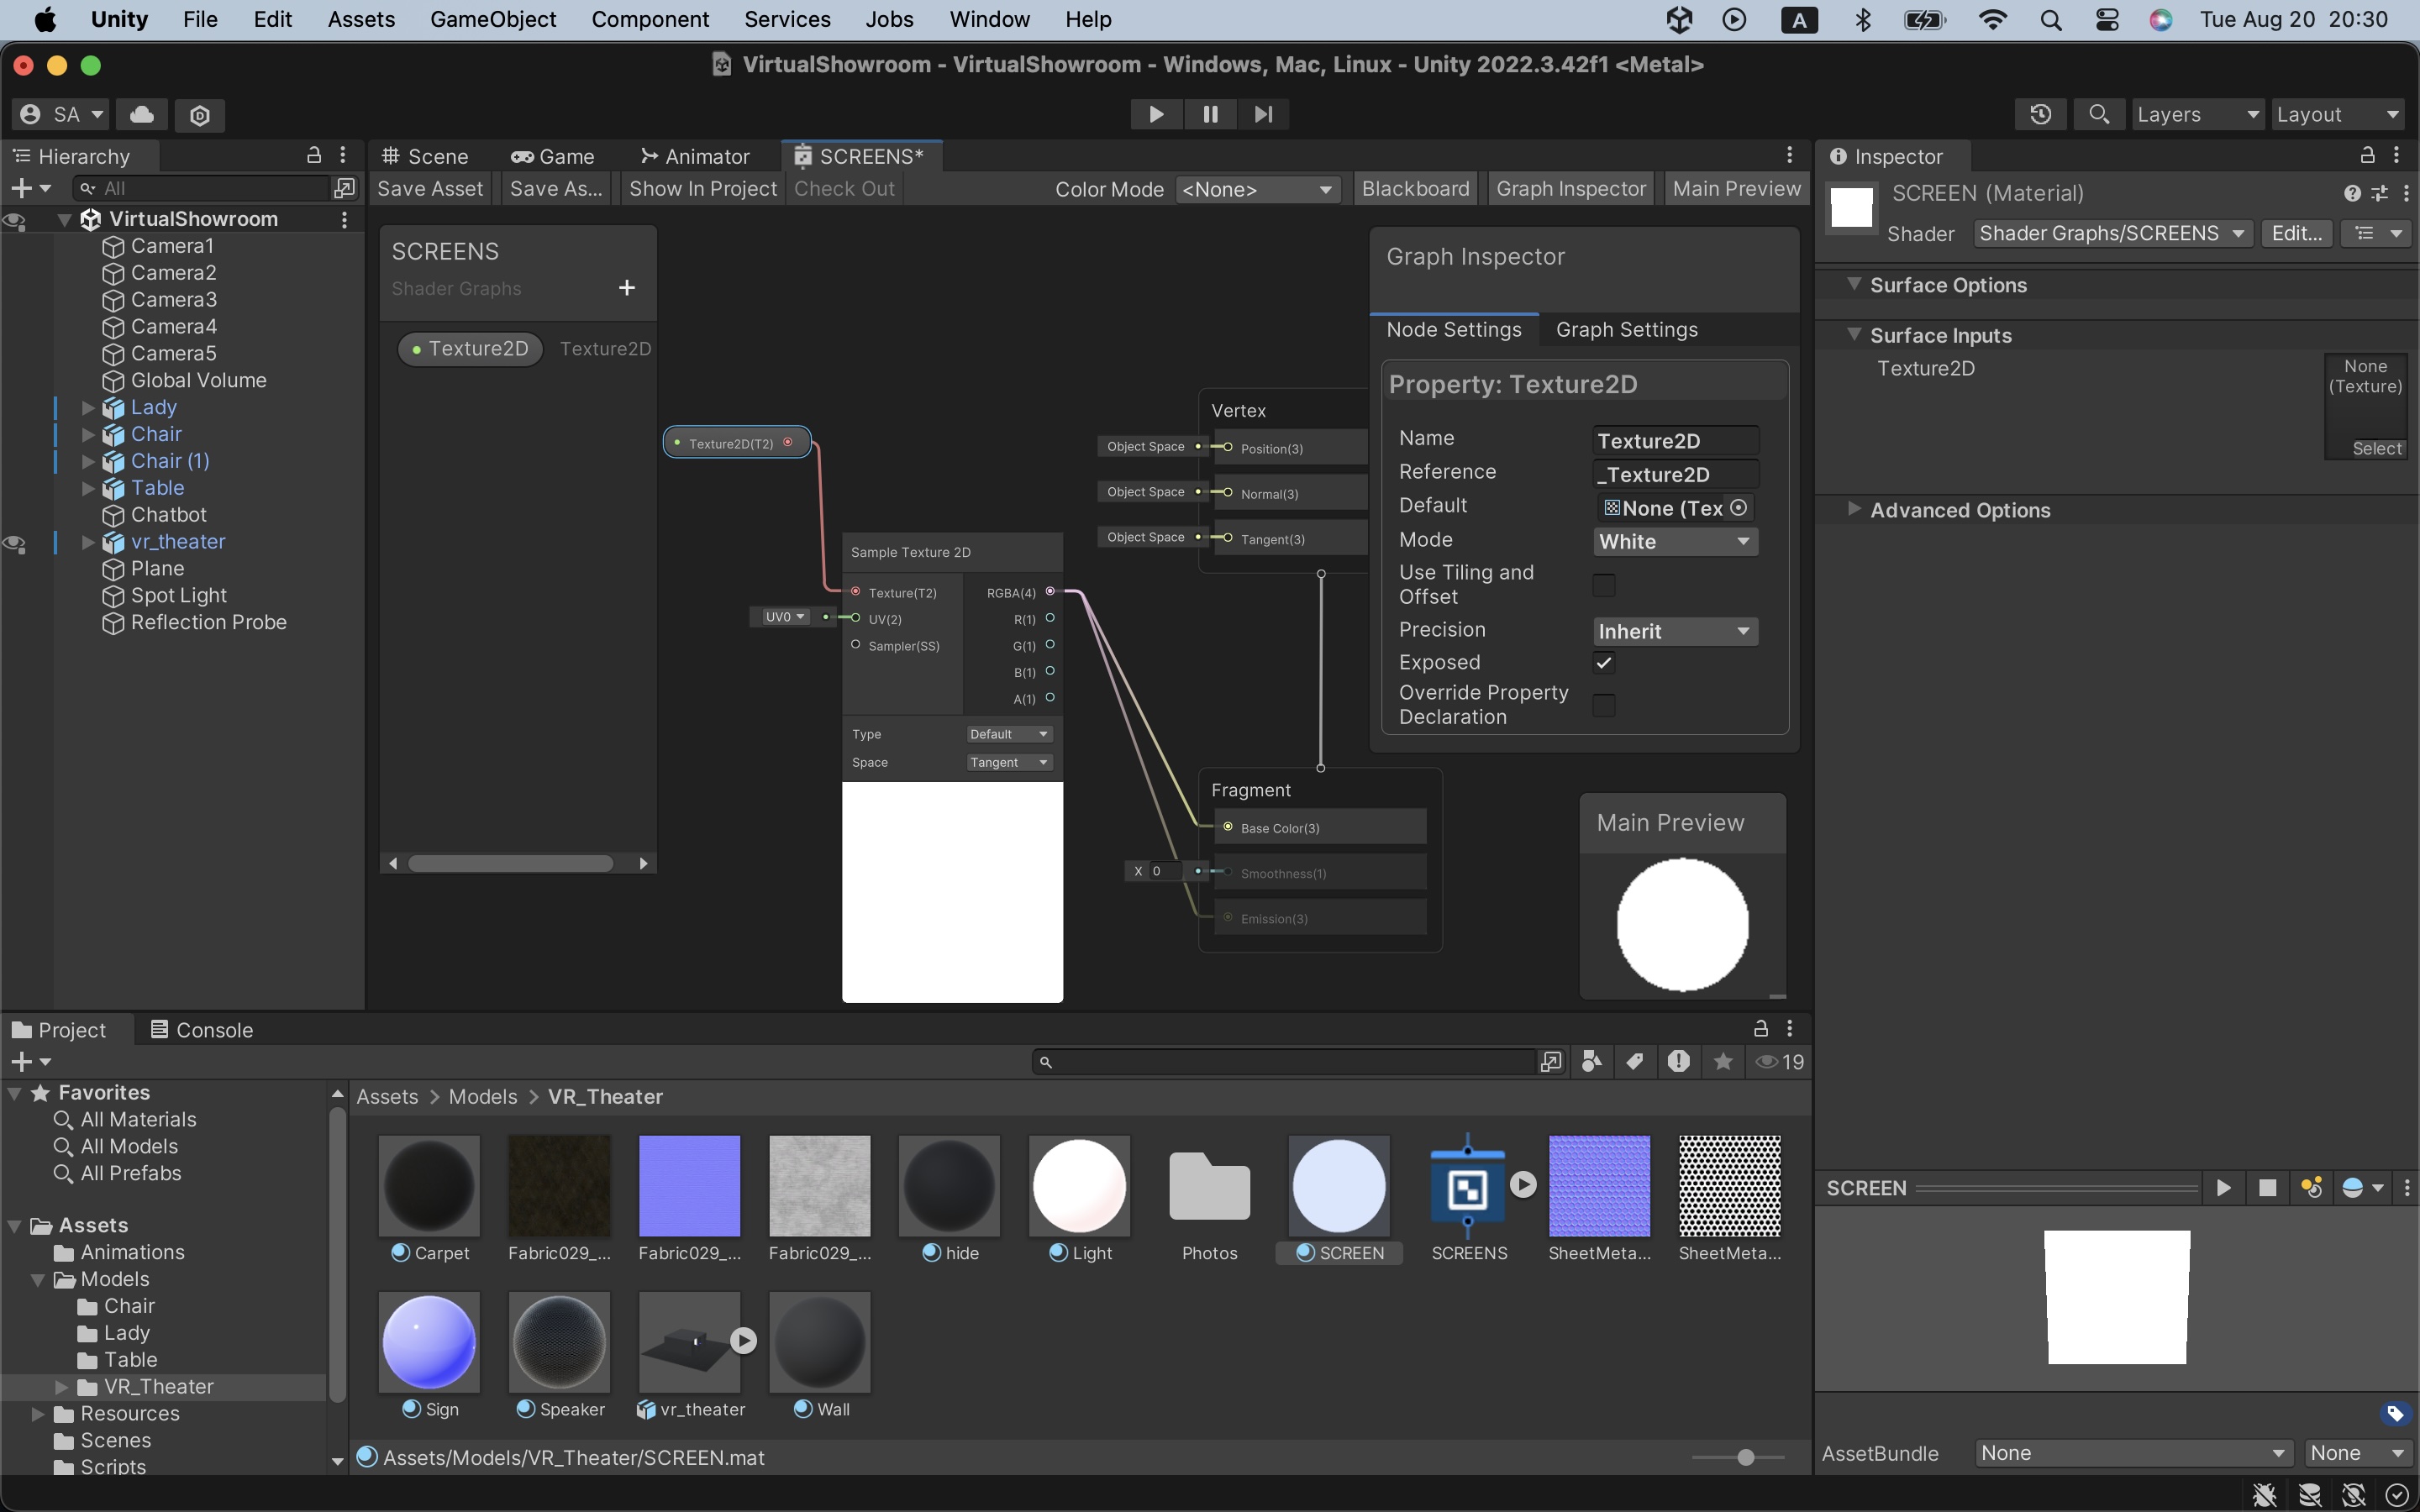 Unity File Edit Assets GameObject Component Services Jobs Window Help A Tue Aug 20 20:30
VirtualShowroom - VirtualShowroom - Windows, Mac, Linux - Unity 2022.3.42f1 <Metal>
SA Layers Layout
Hierarchy
All
VirtualShowroom
Camera1
Camera2
Camera3
Camera4
Camera5
Global Volume
Lady
Chair
Chair (1)
Table
Chatbot
vr_theater
Plane
Spot Light
Reflection Probe
Scene Game Animator SCREENS*
Save Asset Save As... Show In Project Check Out Color Mode <None> Blackboard Graph Inspector Main Preview
SCREENS
Shader Graphs
Texture2D Texture2D
Texture2D(T2)
Sample Texture 2D
Texture(T2) RGBA(4)
UV0 UV(2) R(1)
Sampler(SS) G(1)
B(1)
A(1)
Type Default
Space Tangent
Vertex
Object Space Position(3)
Object Space Normal(3)
Object Space Tangent(3)
Fragment
Base Color(3)
X 0 Smoothness(1)
Emission(3)
Graph Inspector
Node Settings Graph Settings
Property: Texture2D
Name Texture2D
Reference _Texture2D
Default None (Tex
Mode White
Use Tiling and
Offset
Precision Inherit
Exposed
Override Property
Declaration
Main Preview
Inspector
SCREEN (Material)
Shader Shader Graphs/SCREENS Edit...
Surface Options
Surface Inputs
Texture2D None
(Texture)
Select
Advanced Options
Project Console
19
Favorites
All Materials
All Models
All Prefabs
Assets
Animations
Models
Chair
Lady
Table
VR_Theater
Resources
Scenes
Scripts
Assets > Models > VR_Theater
Carpet Fabric029_... Fabric029_... Fabric029_... hide Light Photos SCREEN SCREENS SheetMeta... SheetMeta...
Sign Speaker vr_theater Wall
Assets/Models/VR_Theater/SCREEN.mat
SCREEN
AssetBundle None None